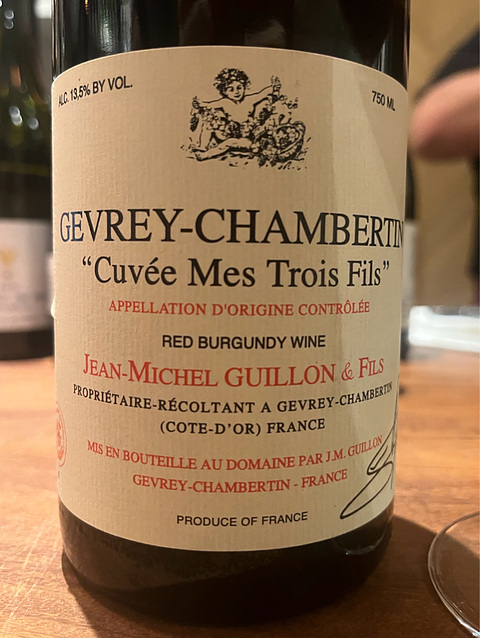 ALC. 13,5% BY VOL.
750 ML
GEVREY-CHAMBERTIN
"Cuvée Mes Trois Fils"
APPELLATION D'ORIGINE CONTRÔLÉE
RED BURGUNDY WINE
JEAN-MICHEL GUILLON & FILS
PROPRIÉTAIRE-RÉCOLTANT A GEVREY-CHAMBERTIN
(COTE-D'OR) FRANCE
MIS EN BOUTEILLE AU DOMAINE PAR J.M. GUILLON
GEVREY-CHAMBERTIN - FRANCE
PRODUCE OF FRANCE